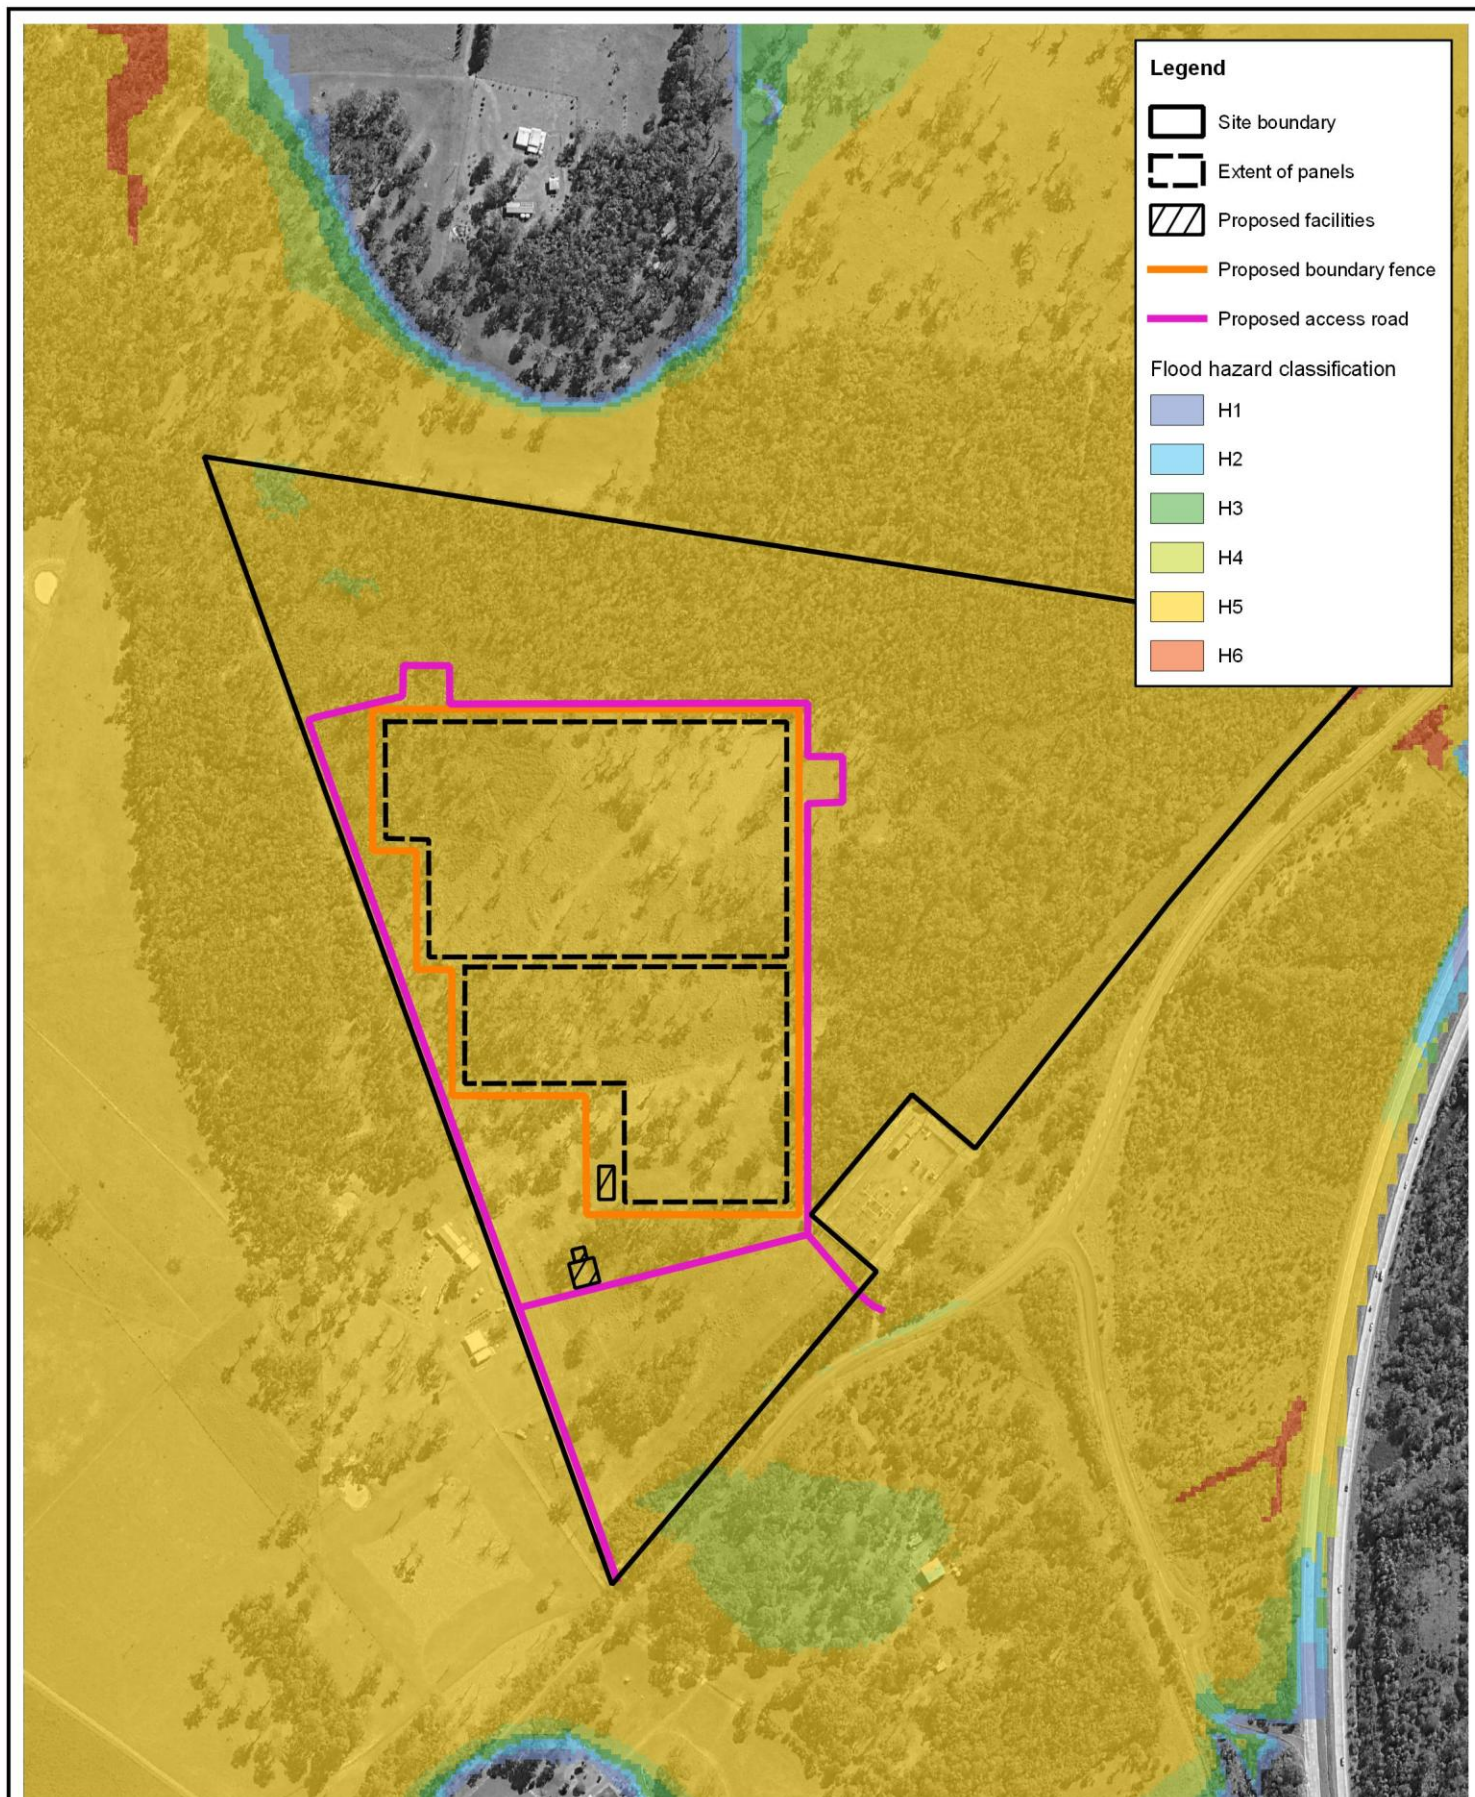 Legend
Site boundary
Extent of panels
Proposed facilities
Proposed boundary fence
Proposed access road
Flood hazard classification
H1
H2
H3
H4
H5
H6